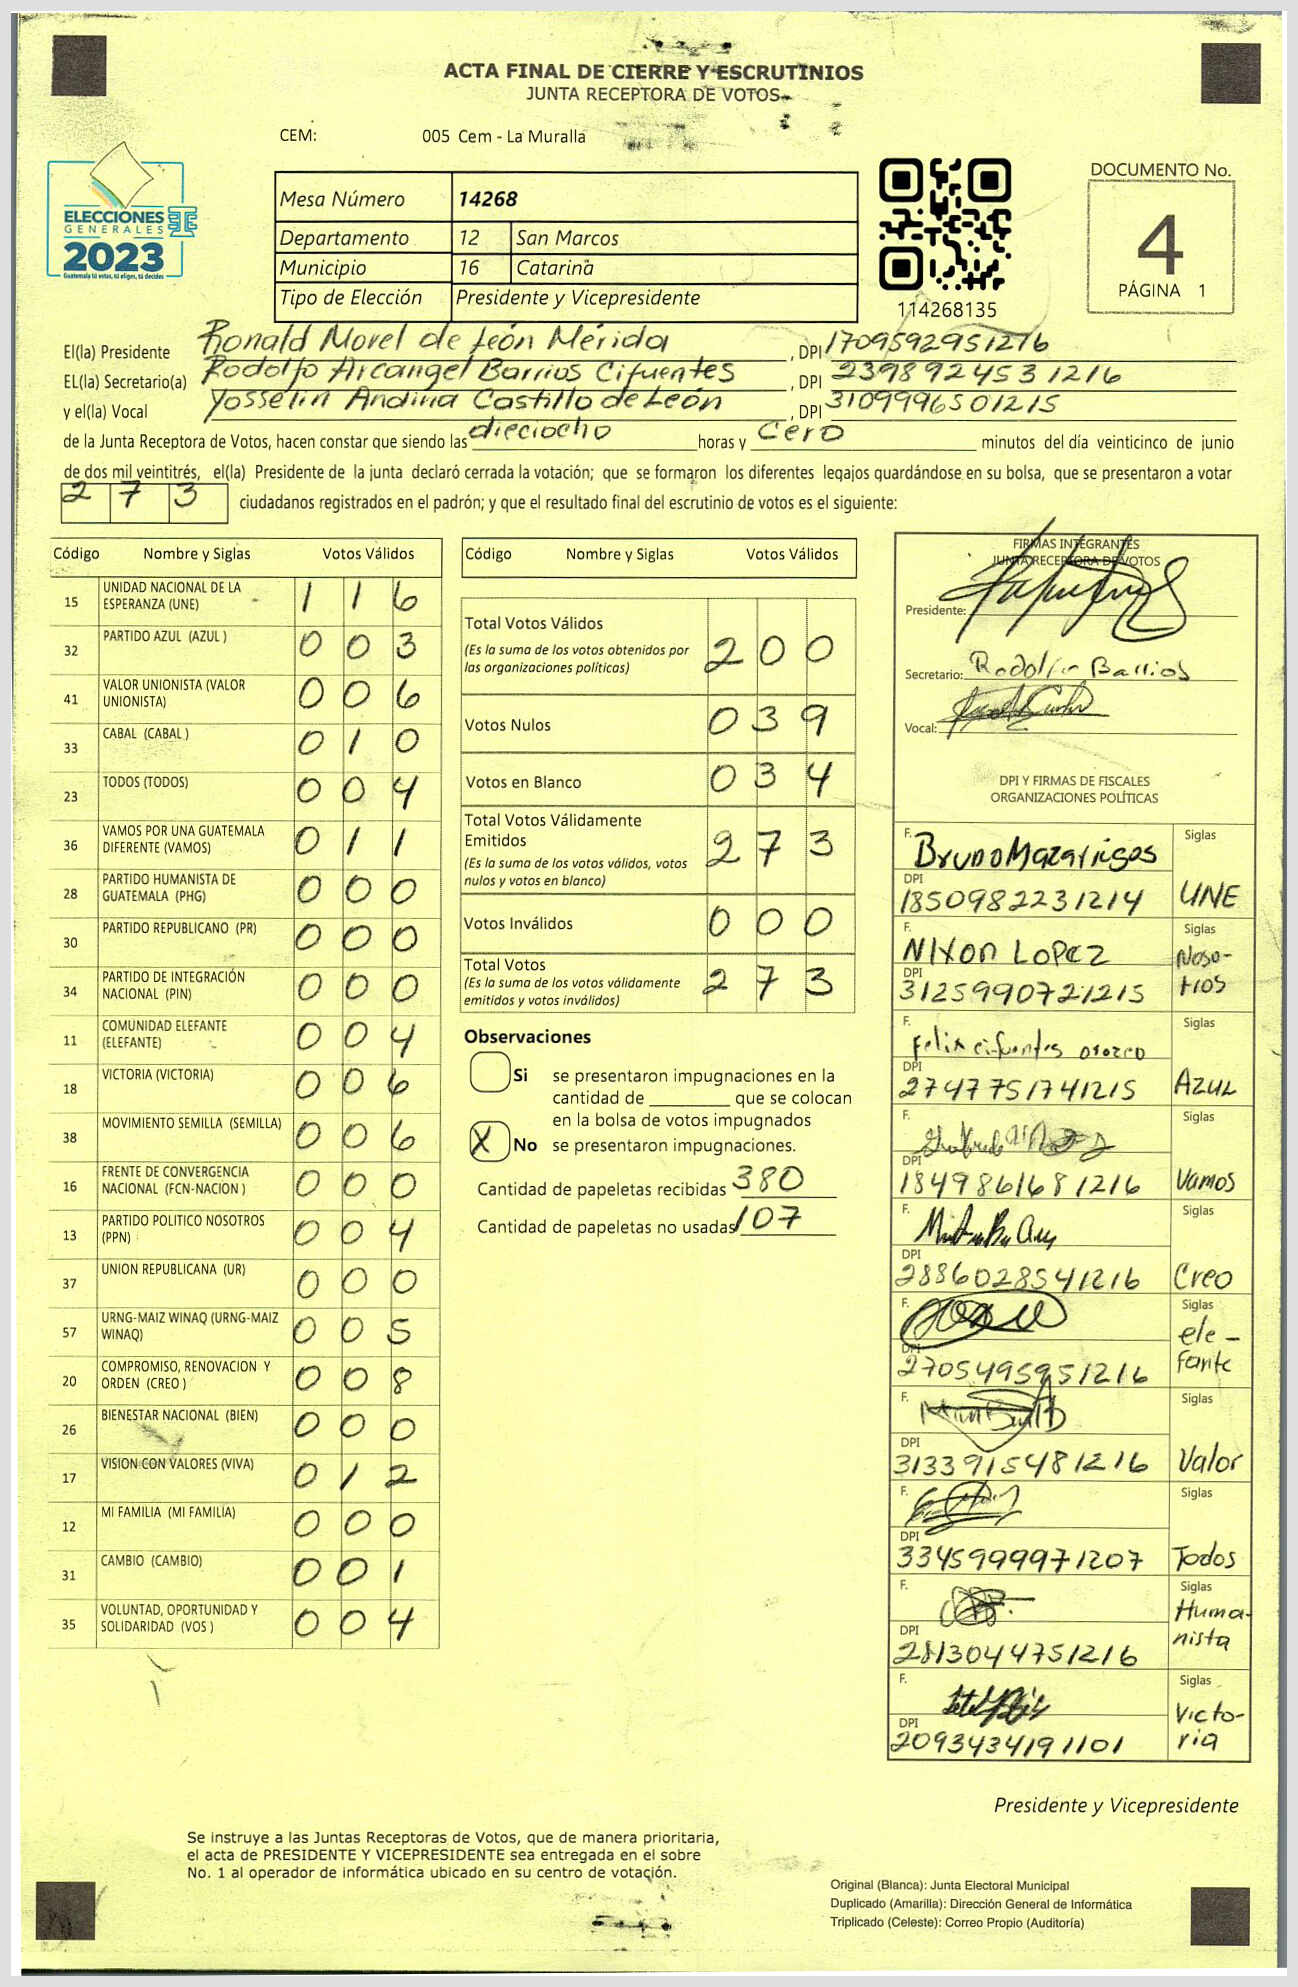 ACTA FINAL DE CIERRE Y ESCRUTINIOS
JUNTA RECEPTORA DE VOTOS
CEM: 005 Cem - La Muralla
ELECCIONES
GENERALES
2023
Guatemala tú votas, tú eliges, tú decides
Mesa Número 14268
Departamento 12 San Marcos
Municipio 16 Catarina
Tipo de Elección Presidente y Vicepresidente
114268135
DOCUMENTO No.
4
PÁGINA 1
El(la) Presidente Ronald Morel de León Mérida, DPI 1709592951216
EL(la) Secretario(a) Rodolfo Arcangel Barrios Cifuentes, DPI 2398924531216
y el(la) Vocal Yosselin Andina Castillo de León, DPI 3109996501215
de la Junta Receptora de Votos, hacen constar que siendo las dieciocho horas y Cero minutos del día veinticinco de junio
de dos mil veintitrés, el(la) Presidente de la junta declaró cerrada la votación; que se formaron los diferentes legajos guardándose en su bolsa, que se presentaron a votar
2 7 3 ciudadanos registrados en el padrón; y que el resultado final del escrutinio de votos es el siguiente:
Código Nombre y Siglas Votos Válidos
15 UNIDAD NACIONAL DE LA ESPERANZA (UNE) 1 1 6
32 PARTIDO AZUL (AZUL ) 0 0 3
41 VALOR UNIONISTA (VALOR UNIONISTA) 0 0 6
33 CABAL (CABAL ) 0 1 0
23 TODOS (TODOS) 0 0 4
36 VAMOS POR UNA GUATEMALA DIFERENTE (VAMOS) 0 1 1
28 PARTIDO HUMANISTA DE GUATEMALA (PHG) 0 0 0
30 PARTIDO REPUBLICANO (PR) 0 0 0
34 PARTIDO DE INTEGRACIÓN NACIONAL (PIN) 0 0 0
11 COMUNIDAD ELEFANTE (ELEFANTE) 0 0 4
18 VICTORIA (VICTORIA) 0 0 6
38 MOVIMIENTO SEMILLA (SEMILLA) 0 0 6
16 FRENTE DE CONVERGENCIA NACIONAL (FCN-NACION ) 0 0 0
13 PARTIDO POLITICO NOSOTROS (PPN) 0 0 4
37 UNION REPUBLICANA (UR) 0 0 0
57 URNG-MAIZ WINAQ (URNG-MAIZ WINAQ) 0 0 5
20 COMPROMISO, RENOVACION Y ORDEN (CREO ) 0 0 8
26 BIENESTAR NACIONAL (BIEN) 0 0 0
17 VISION CON VALORES (VIVA) 0 1 2
12 MI FAMILIA (MI FAMILIA) 0 0 0
31 CAMBIO (CAMBIO) 0 0 1
35 VOLUNTAD, OPORTUNIDAD Y SOLIDARIDAD (VOS ) 0 0 4
Código Nombre y Siglas Votos Válidos
Total Votos Válidos 2 0 0
(Es la suma de los votos obtenidos por
las organizaciones políticas)
Votos Nulos 0 3 9
Votos en Blanco 0 3 4
Total Votos Válidamente
Emitidos 2 7 3
(Es la suma de los votos válidos, votos
nulos y votos en blanco)
Votos Inválidos 0 0 0
Total Votos 2 7 3
(Es la suma de los votos válidamente
emitidos y votos inválidos)
Observaciones
Si se presentaron impugnaciones en la
cantidad de ________ que se colocan
en la bolsa de votos impugnados
X No se presentaron impugnaciones.
Cantidad de papeletas recibidas 380
Cantidad de papeletas no usadas 107
FIRMAS INTEGRANTES
JUNTA RECEPTORA DE VOTOS
Presidente:
Secretario: Rodolfo Barrios
Vocal:
DPI Y FIRMAS DE FISCALES
ORGANIZACIONES POLÍTICAS
F. Bruno Mazariegos Siglas
DPI 1850982231214 UNE
F. NIXON LOPEZ Siglas
DPI 3125990721215 Noso-
tros
F. Felix cifuentes orozco Siglas
DPI 2747751741215 AZUL
F. Siglas
DPI 1849861681216 Vamos
F. Siglas
DPI 2886028541216 Creo
F. Siglas
DPI 2705495951216 ele-
fante
F. Siglas
DPI 3133915481216 Valor
F. Siglas
DPI 3345999971207 Todos
F. Siglas
DPI 2813044751216 Huma-
nista
F. Siglas
DPI 2093434191101 Victo-
ria
Presidente y Vicepresidente
Se instruye a las Juntas Receptoras de Votos, que de manera prioritaria,
el acta de PRESIDENTE Y VICEPRESIDENTE sea entregada en el sobre
No. 1 al operador de informática ubicado en su centro de votación.
Original (Blanca): Junta Electoral Municipal
Duplicado (Amarilla): Dirección General de Informática
Triplicado (Celeste): Correo Propio (Auditoría)